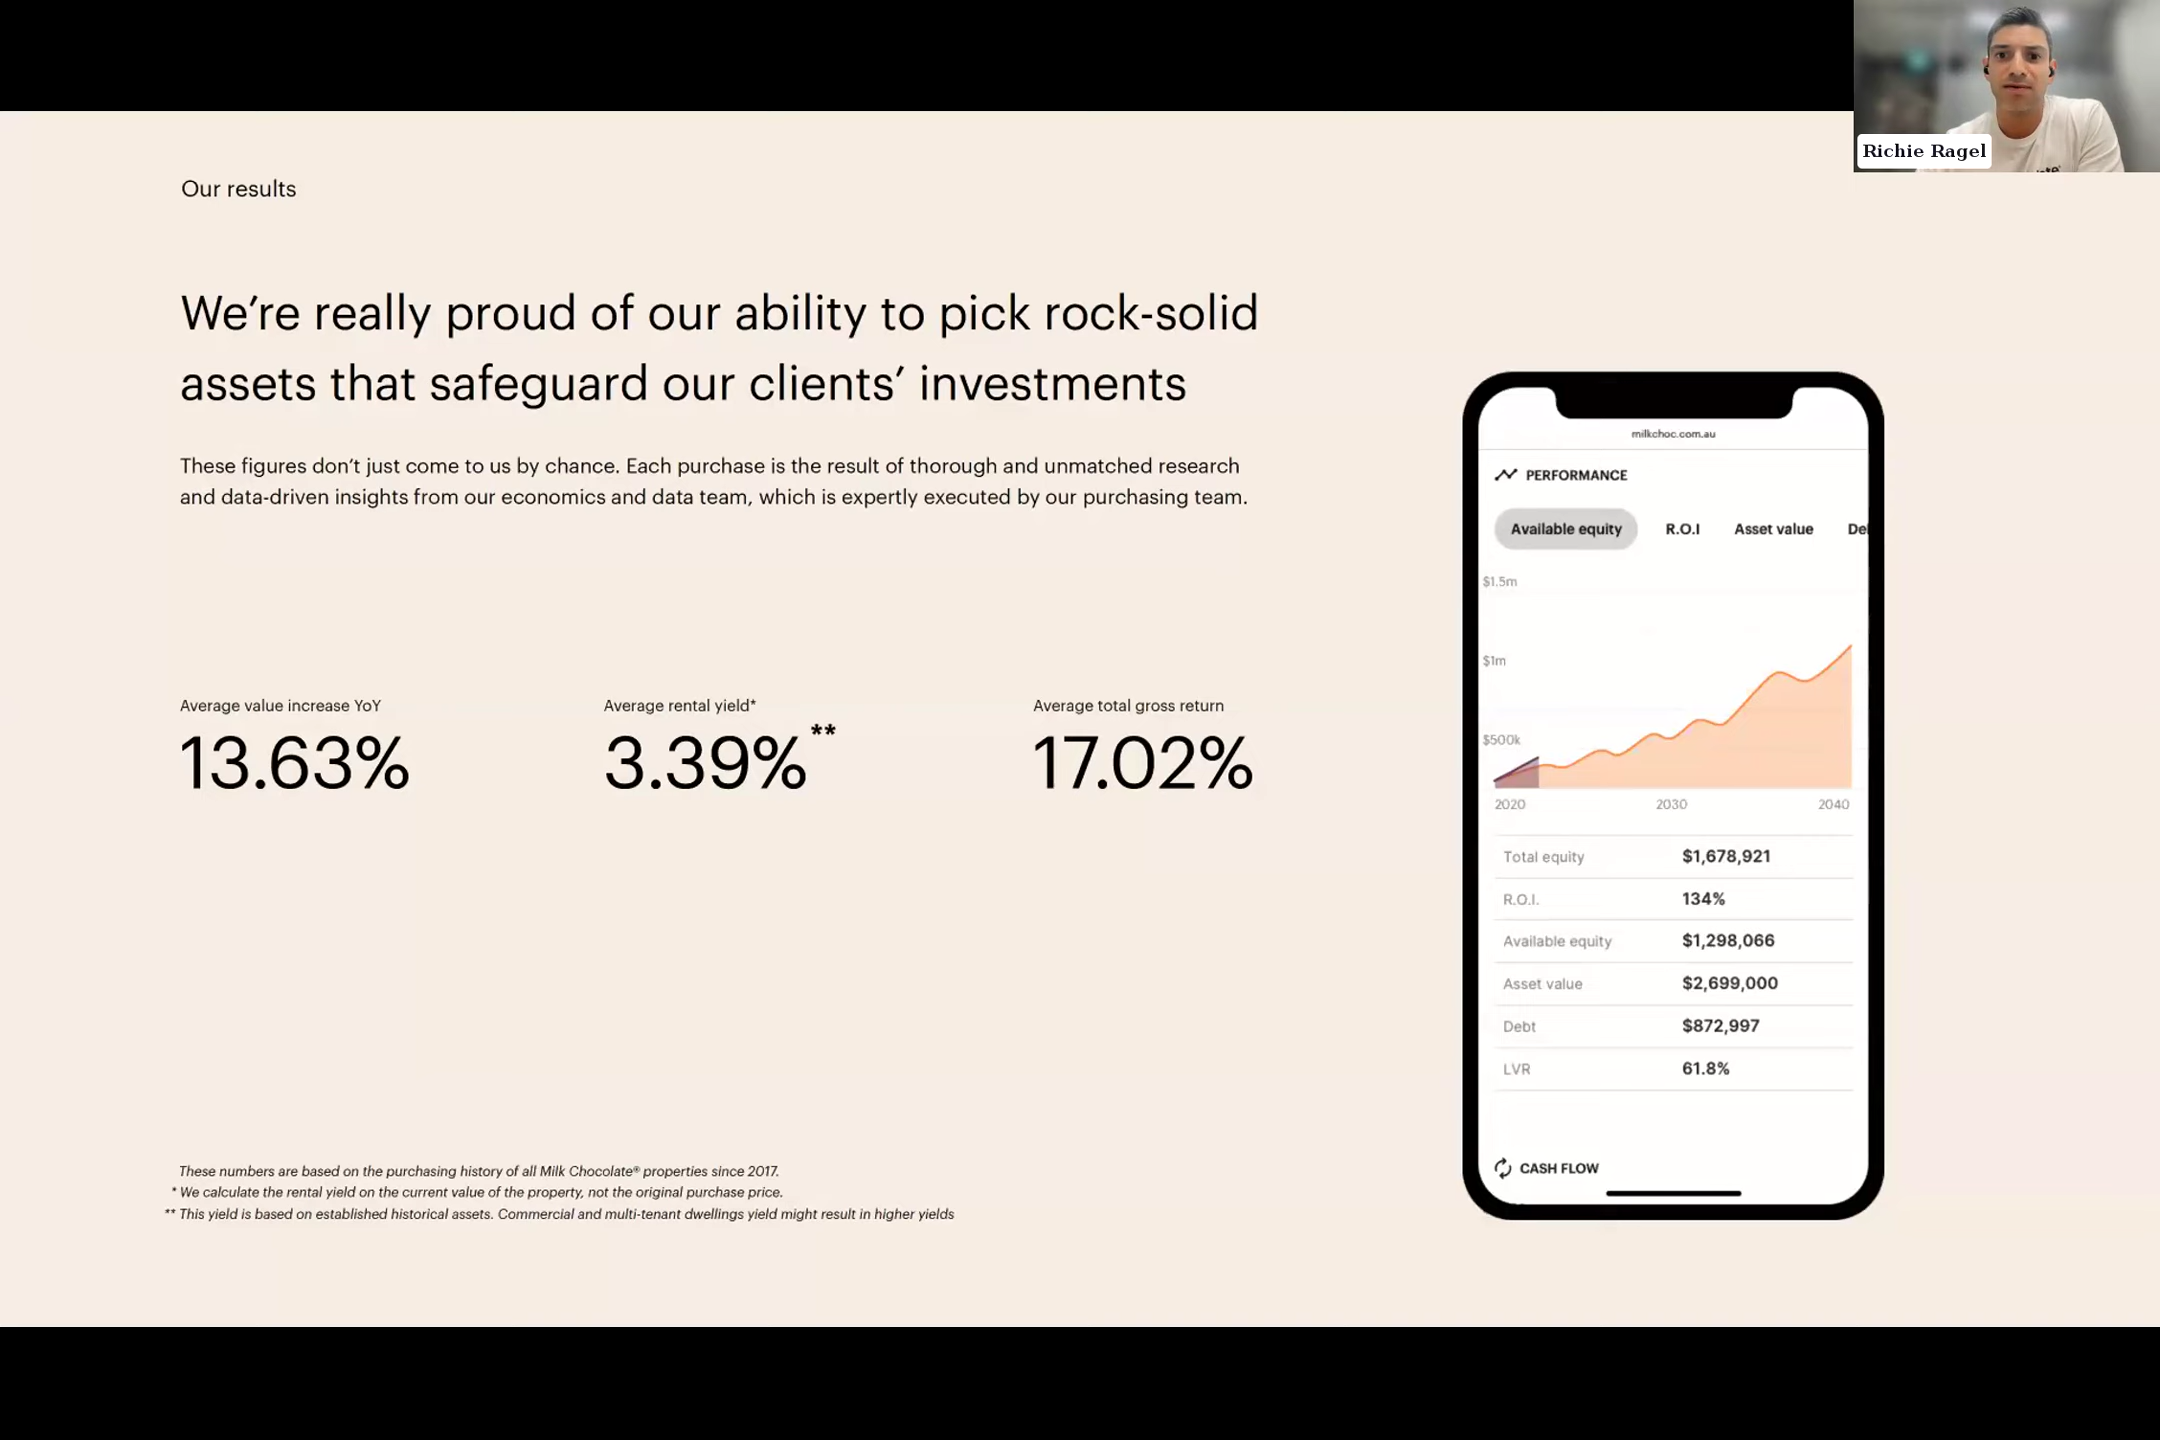 Richie Ragel
Our results
We’re really proud of our ability to pick rock-solid
assets that safeguard our clients’ investments
These figures don’t just come to us by chance. Each purchase is the result of thorough and unmatched research
and data-driven insights from our economics and data team, which is expertly executed by our purchasing team.
Average value increase YoY
13.63%
Average rental yield*
3.39%**
Average total gross return
17.02%
These numbers are based on the purchasing history of all Milk Chocolate® properties since 2017.
* We calculate the rental yield on the current value of the property, not the original purchase price.
** This yield is based on established historical assets. Commercial and multi-tenant dwellings yield might result in higher yields
milkchoc.com.au
PERFORMANCE
Available equity R.O.I Asset value De
$1.5m
$1m
$500k
2020 2030 2040
Total equity $1,678,921
R.O.I. 134%
Available equity $1,298,066
Asset value $2,699,000
Debt $872,997
LVR 61.8%
CASH FLOW